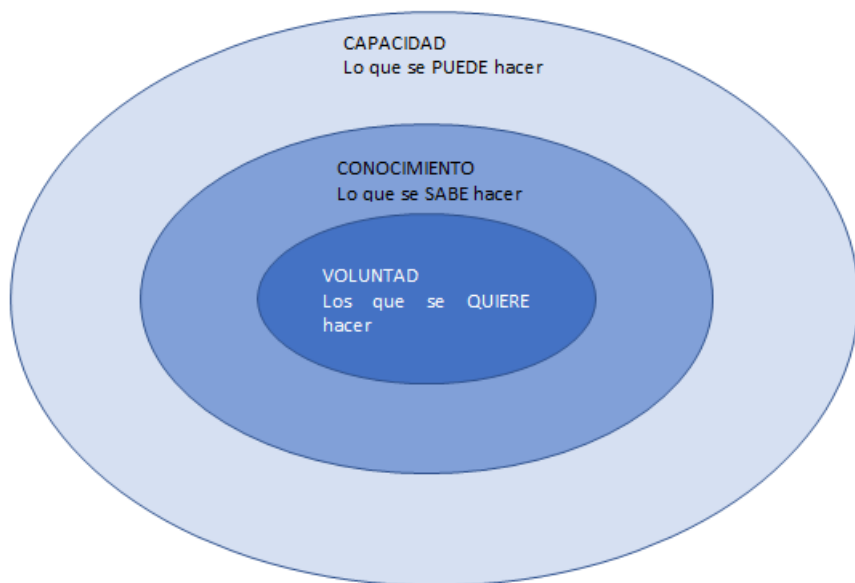 CAPACIDAD
Lo que se PUEDE hacer
CONOCIMIENTO
Lo que se SABE hacer
VOLUNTAD
Los que se QUIERE
hacer